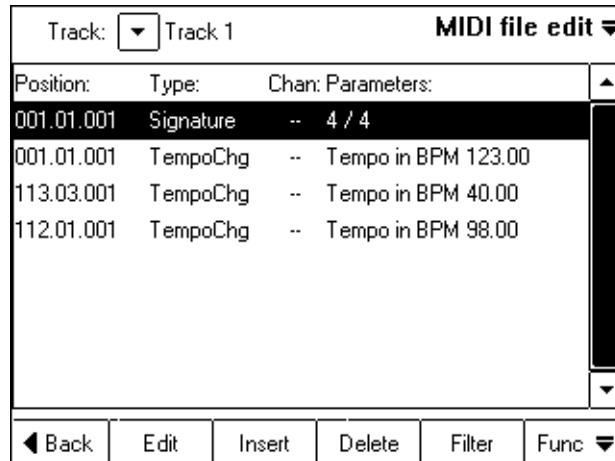 Track: Track 1 MIDI file edit
Position: Type: Chan: Parameters:
001.01.001 Signature -- 4 / 4
001.01.001 TempoChg -- Tempo in BPM 123.00
113.03.001 TempoChg -- Tempo in BPM 40.00
112.01.001 TempoChg -- Tempo in BPM 98.00
Back Edit Insert Delete Filter Func